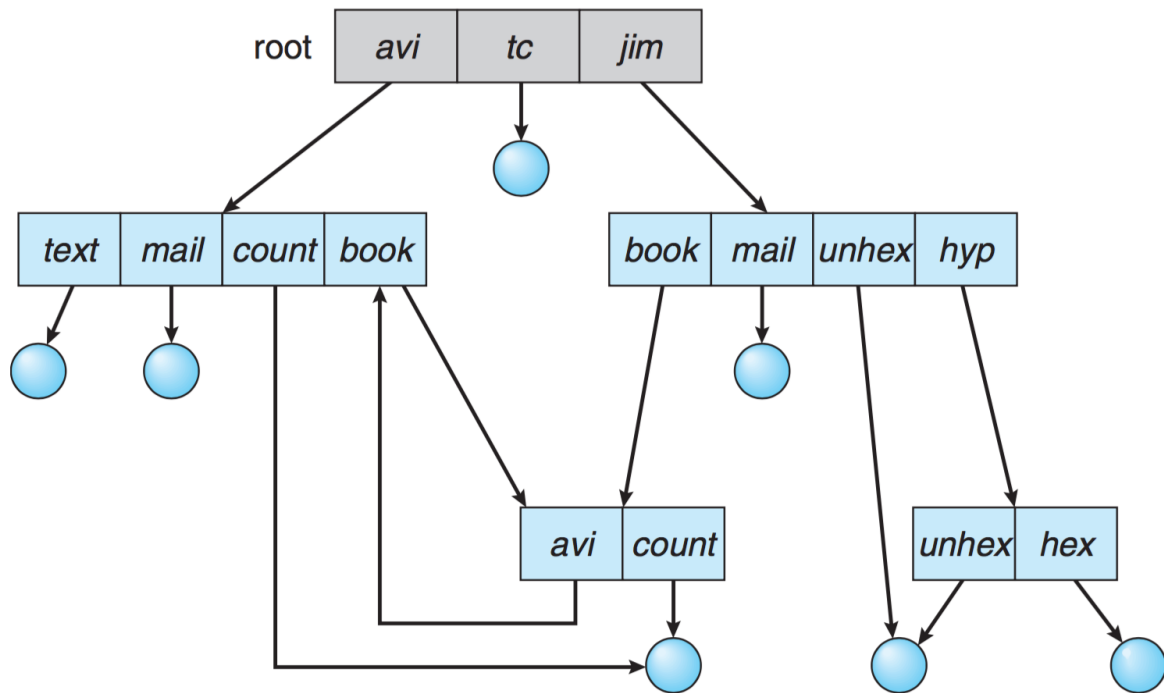 root avi tc jim
text mail count book
book mail unhex hyp
avi count
unhex hex